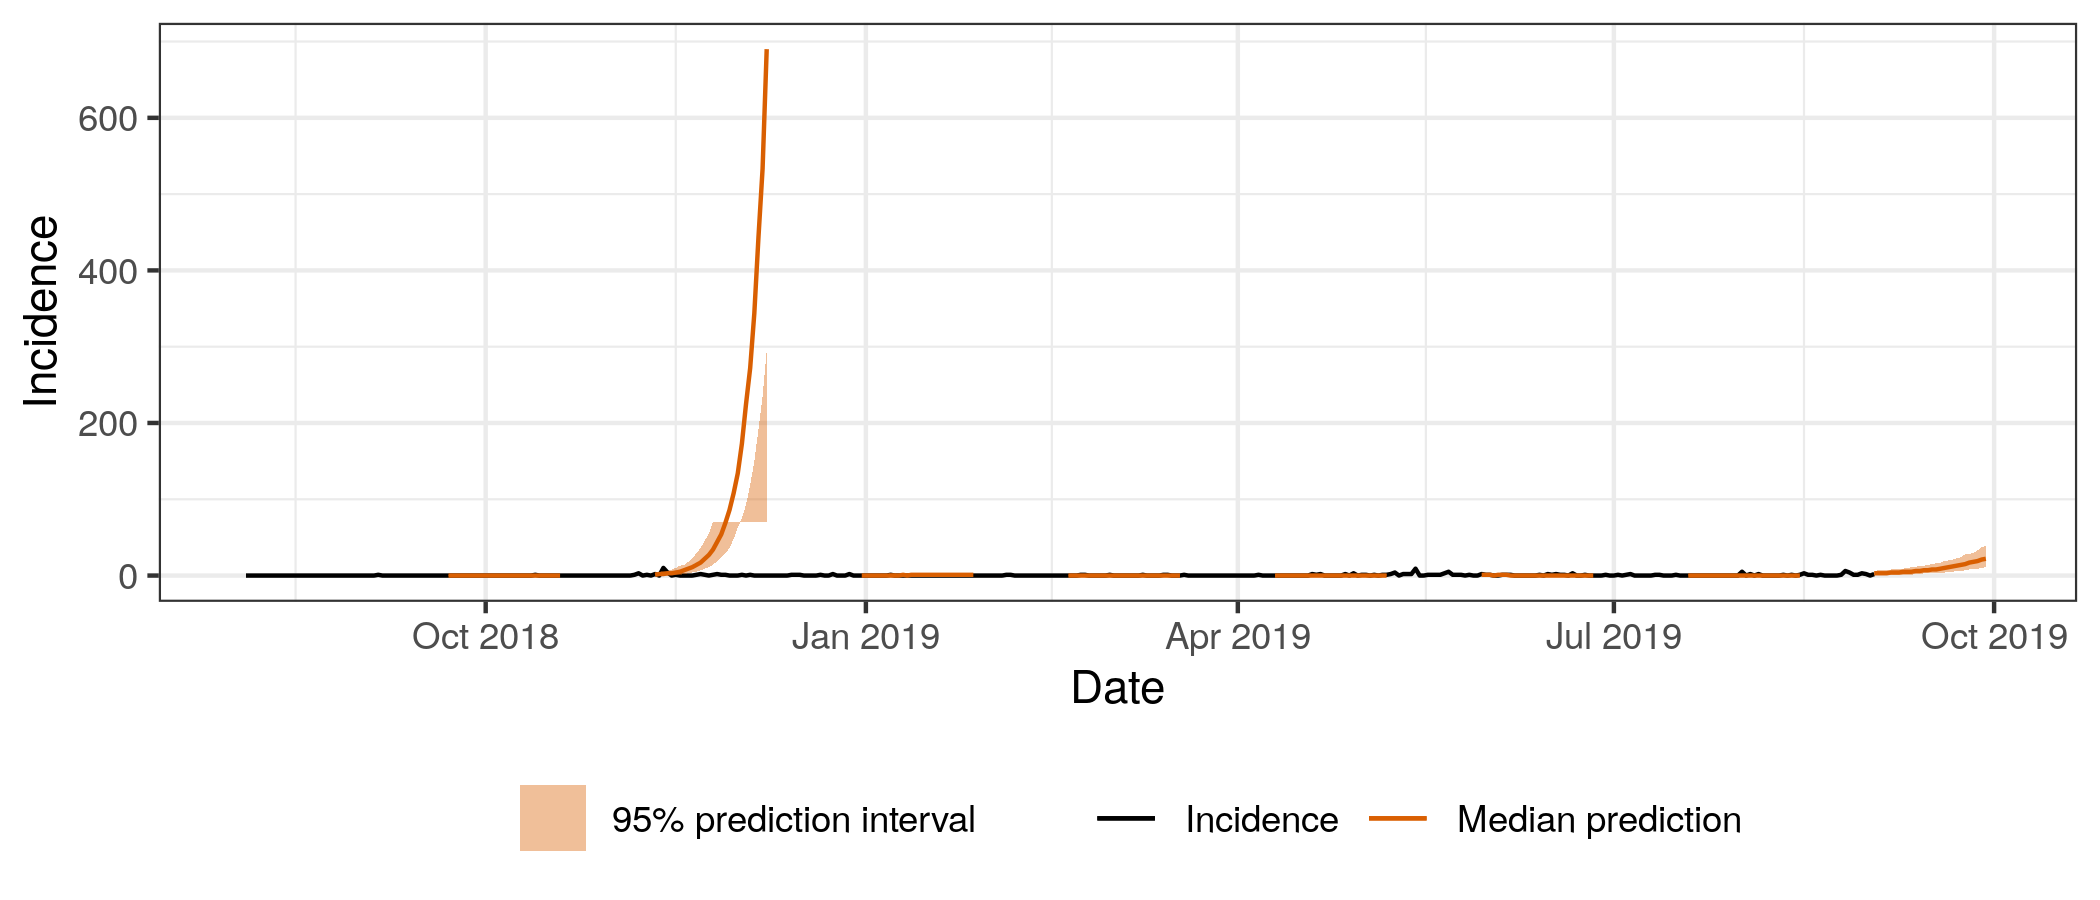 Incidence
600
400
200
0
Oct 2018 Jan 2019 Apr 2019 Jul 2019 Oct 2019
Date
95% prediction interval Incidence Median prediction